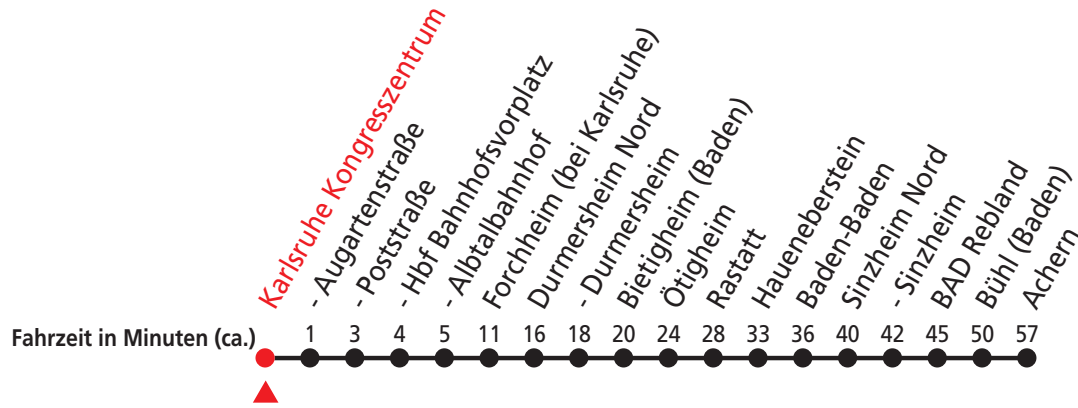 Karlsruhe Kongresszentrum
- Augartenstraße
- Poststraße
- Hbf Bahnhofsvorplatz
- Albtalbahnhof
Forchheim (bei Karlsruhe)
Durmersheim Nord
- Durmersheim
Bietigheim (Baden)
Ötigheim
Rastatt
Haueneberstein
Baden-Baden
Sinzheim Nord
- Sinzheim
BAD Rebland
Bühl (Baden)
Achern
Fahrzeit in Minuten (ca.) 1 3 4 5 11 16 18 20 24 28 33 36 40 42 45 50 57